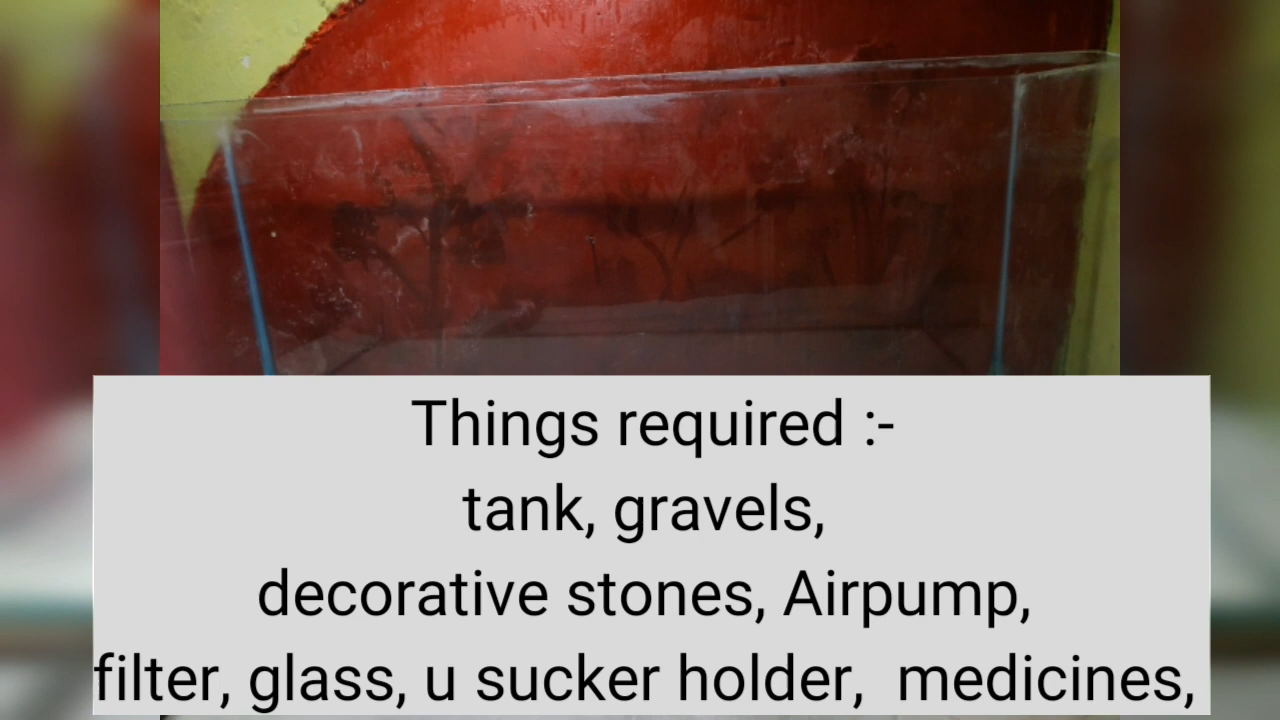 Things required :-
tank, gravels,
decorative stones, Airpump,
filter, glass, u sucker holder,  medicines,